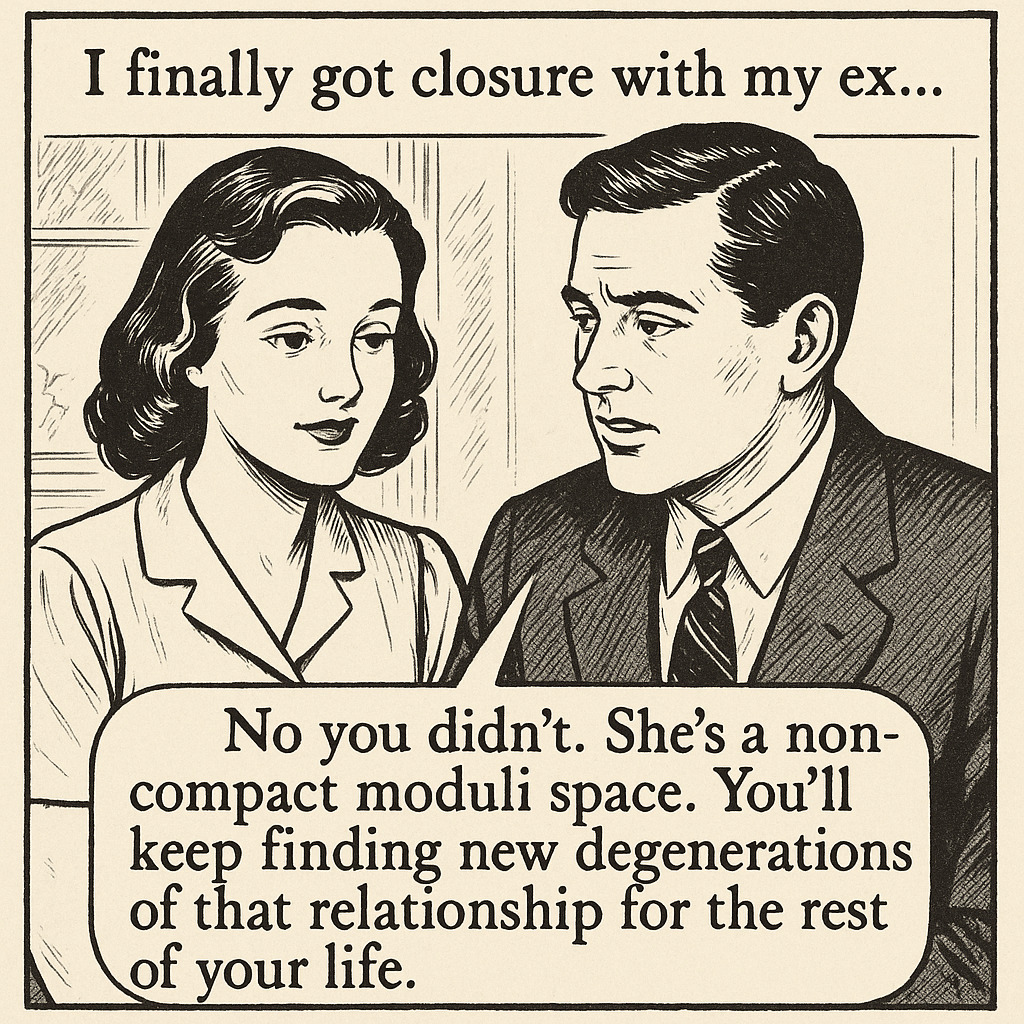 I finally got closure with my ex...
No you didn't. She's a non-
compact moduli space. You'll
keep finding new degenerations
of that relationship for the rest
of your life.